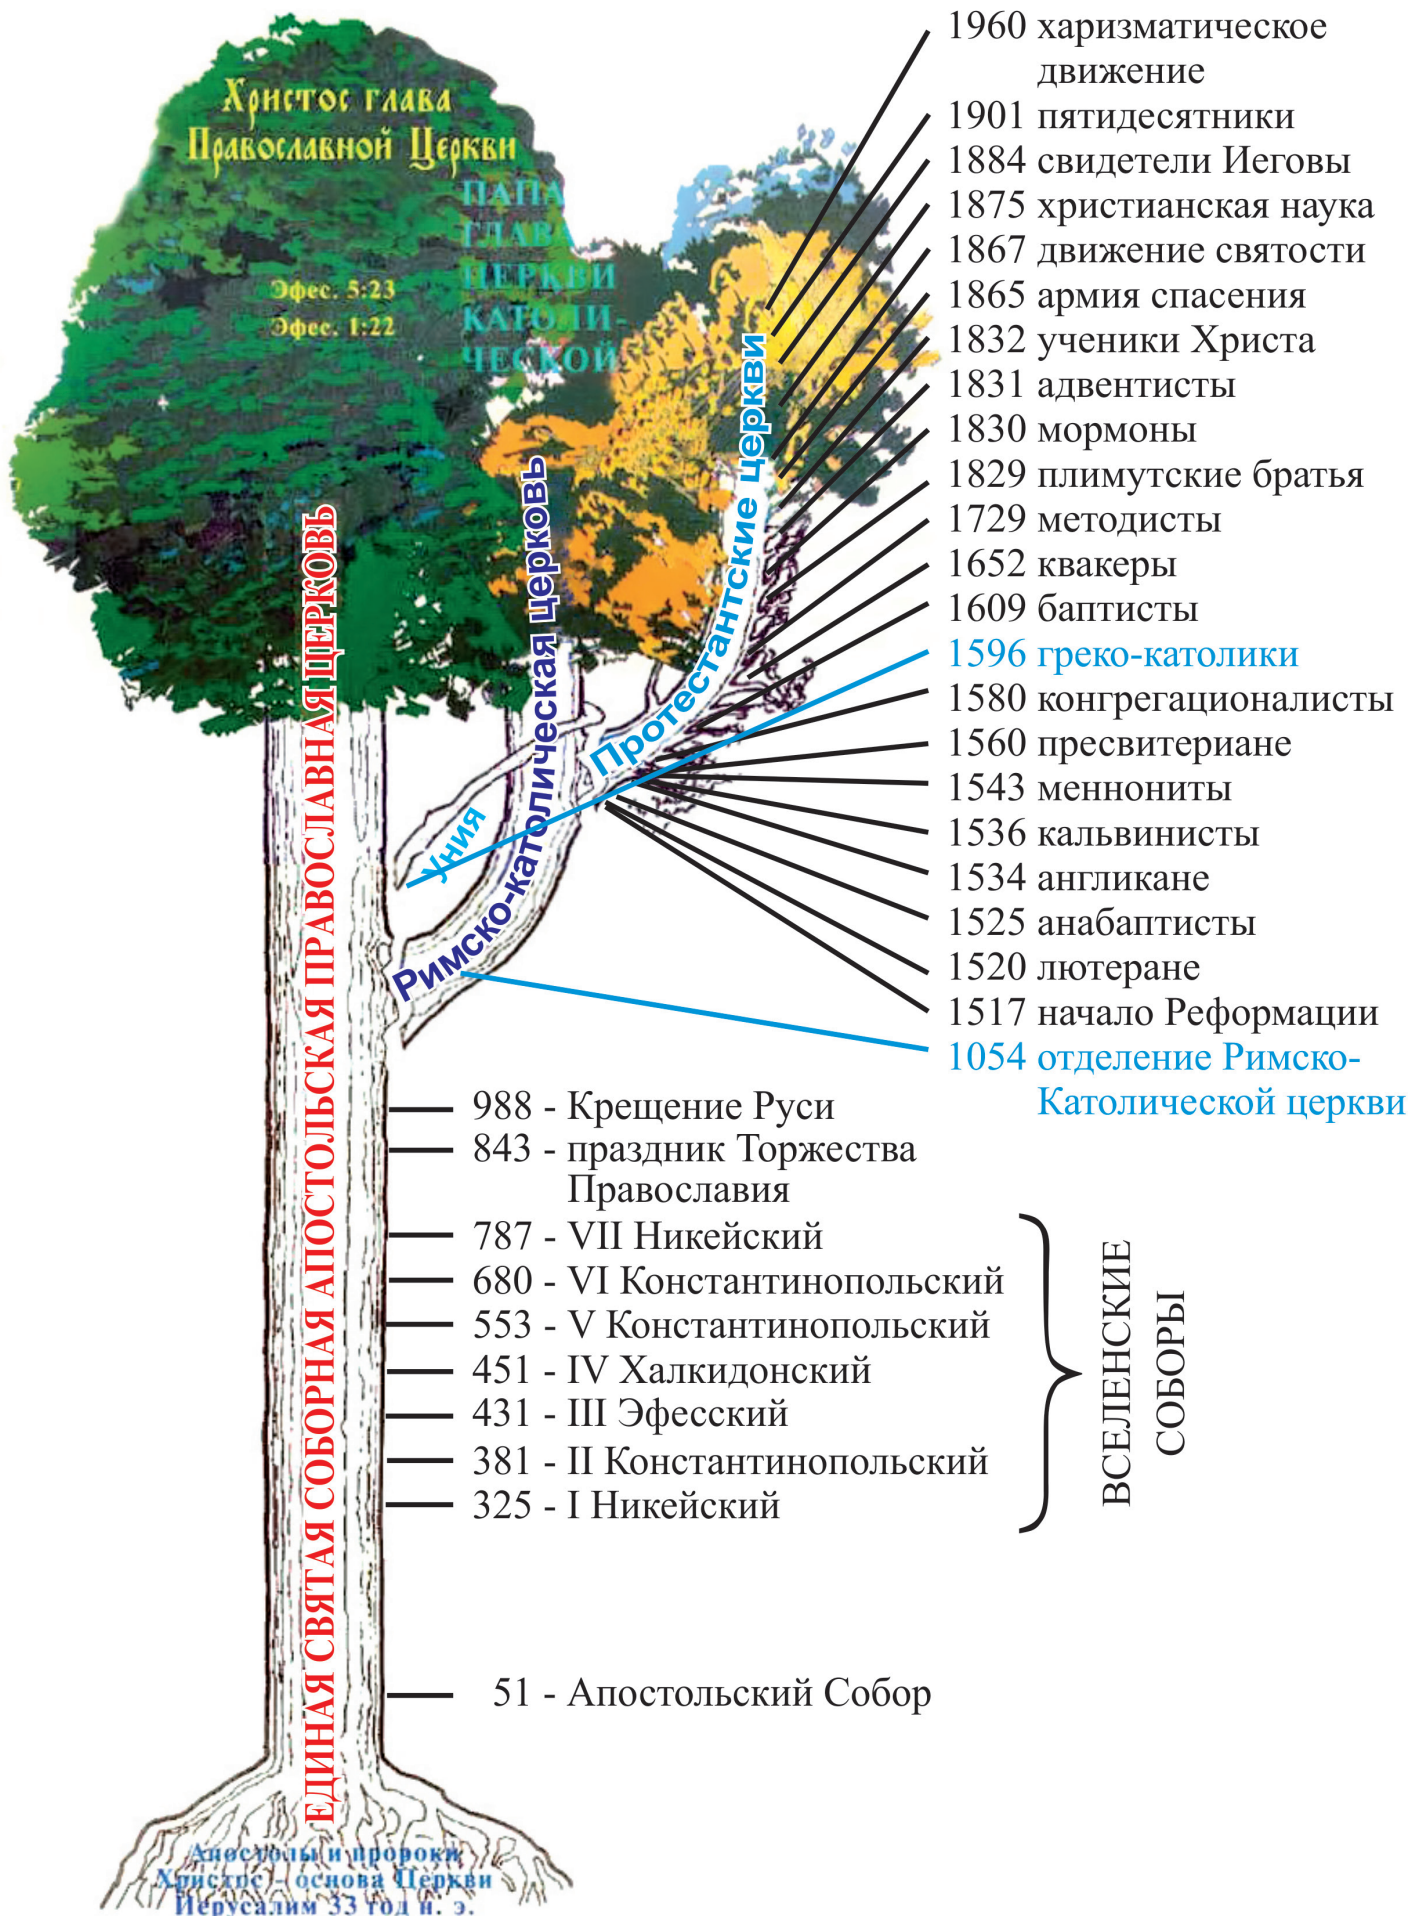 Христос глава
Православной Церкви
ПАПА
ГЛАВА
ЦЕРКВИ
КАТОЛИ-
ЧЕСКОЙ
Эфес. 5:23
Эфес. 1:22
ЕДИНАЯ СВЯТАЯ СОБОРНАЯ АПОСТОЛЬСКАЯ ПРАВОСЛАВНАЯ ЦЕРКОВЬ
Римско-католическая церковь
Протестантские церкви
Уния
1960 харизматическое
движение
1901 пятидесятники
1884 свидетели Иеговы
1875 христианская наука
1867 движение святости
1865 армия спасения
1832 ученики Христа
1831 адвентисты
1830 мормоны
1829 плимутские братья
1729 методисты
1652 квакеры
1609 баптисты
1596 греко-католики
1580 конгрегационалисты
1560 пресвитериане
1543 меннониты
1536 кальвинисты
1534 англикане
1525 анабаптисты
1520 лютеране
1517 начало Реформации
1054 отделение Римско-
Католической церкви
988 - Крещение Руси
843 - праздник Торжества
Православия
787 - VII Никейский
680 - VI Константинопольский
553 - V Константинопольский
451 - IV Халкидонский
431 - III Эфесский
381 - II Константинопольский
325 - I Никейский
ВСЕЛЕНСКИЕ
СОБОРЫ
51 - Апостольский Собор
Апостолы и пророки
Христос - основа Церкви
Иерусалим 33 год н. э.